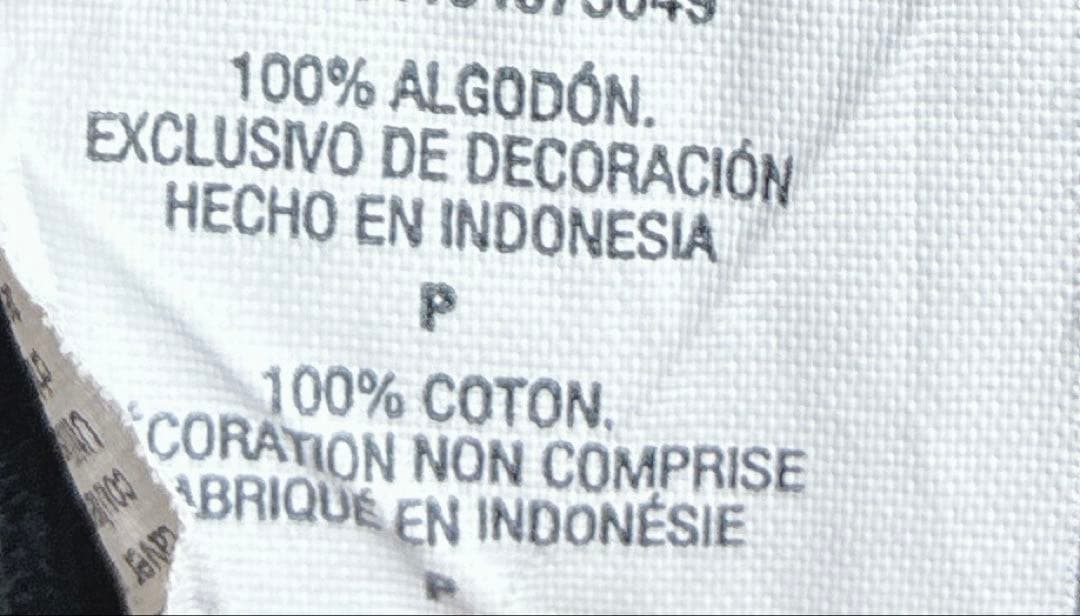 100% ALGODÓN.
EXCLUSIVO DE DECORACIÓN
HECHO EN INDONESIA
P
100% COTON.
CORATION NON COMPRISE
ABRIQUÉ EN INDONÉSIE
P